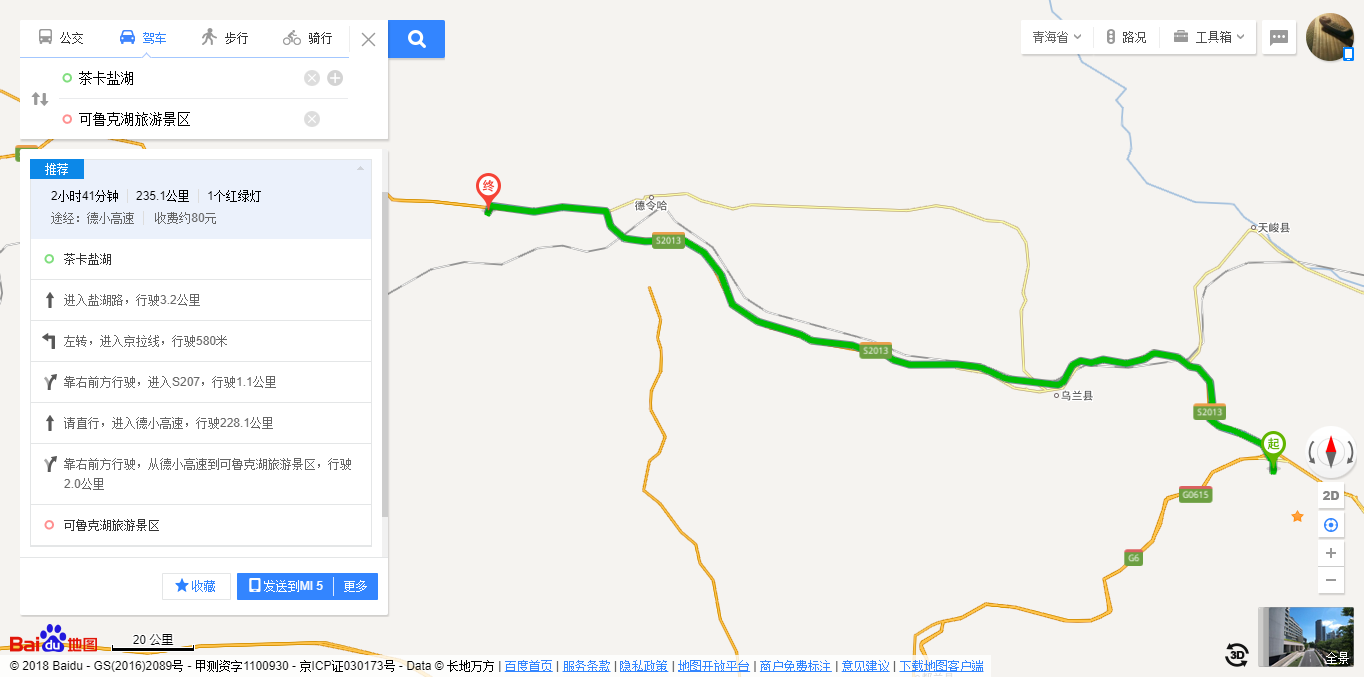 公交 驾车 步行 骑行
茶卡盐湖
可鲁克湖旅游景区
推荐
2小时41分钟 235.1公里 1个红绿灯
途经：德小高速 收费约80元
茶卡盐湖
进入盐湖路，行驶3.2公里
左转，进入京拉线，行驶580米
靠右前方行驶，进入S207，行驶1.1公里
请直行，进入德小高速，行驶228.1公里
靠右前方行驶，从德小高速到可鲁克湖旅游景区，行驶
2.0公里
可鲁克湖旅游景区
收藏 发送到MI 5 更多
青海省 路况 工具箱
终
德令哈
S2013
天峻县
S2013
乌兰县
S2013
起
G0615
G6
2D
3D
全景
Baidu地图
20 公里
© 2018 Baidu - GS(2016)2089号 - 甲测资字1100930 - 京ICP证030173号 - Data © 长地万方 | 百度首页 | 服务条款 | 隐私政策 | 地图开放平台 | 商户免费标注 | 意见建议 | 下载地图客户端